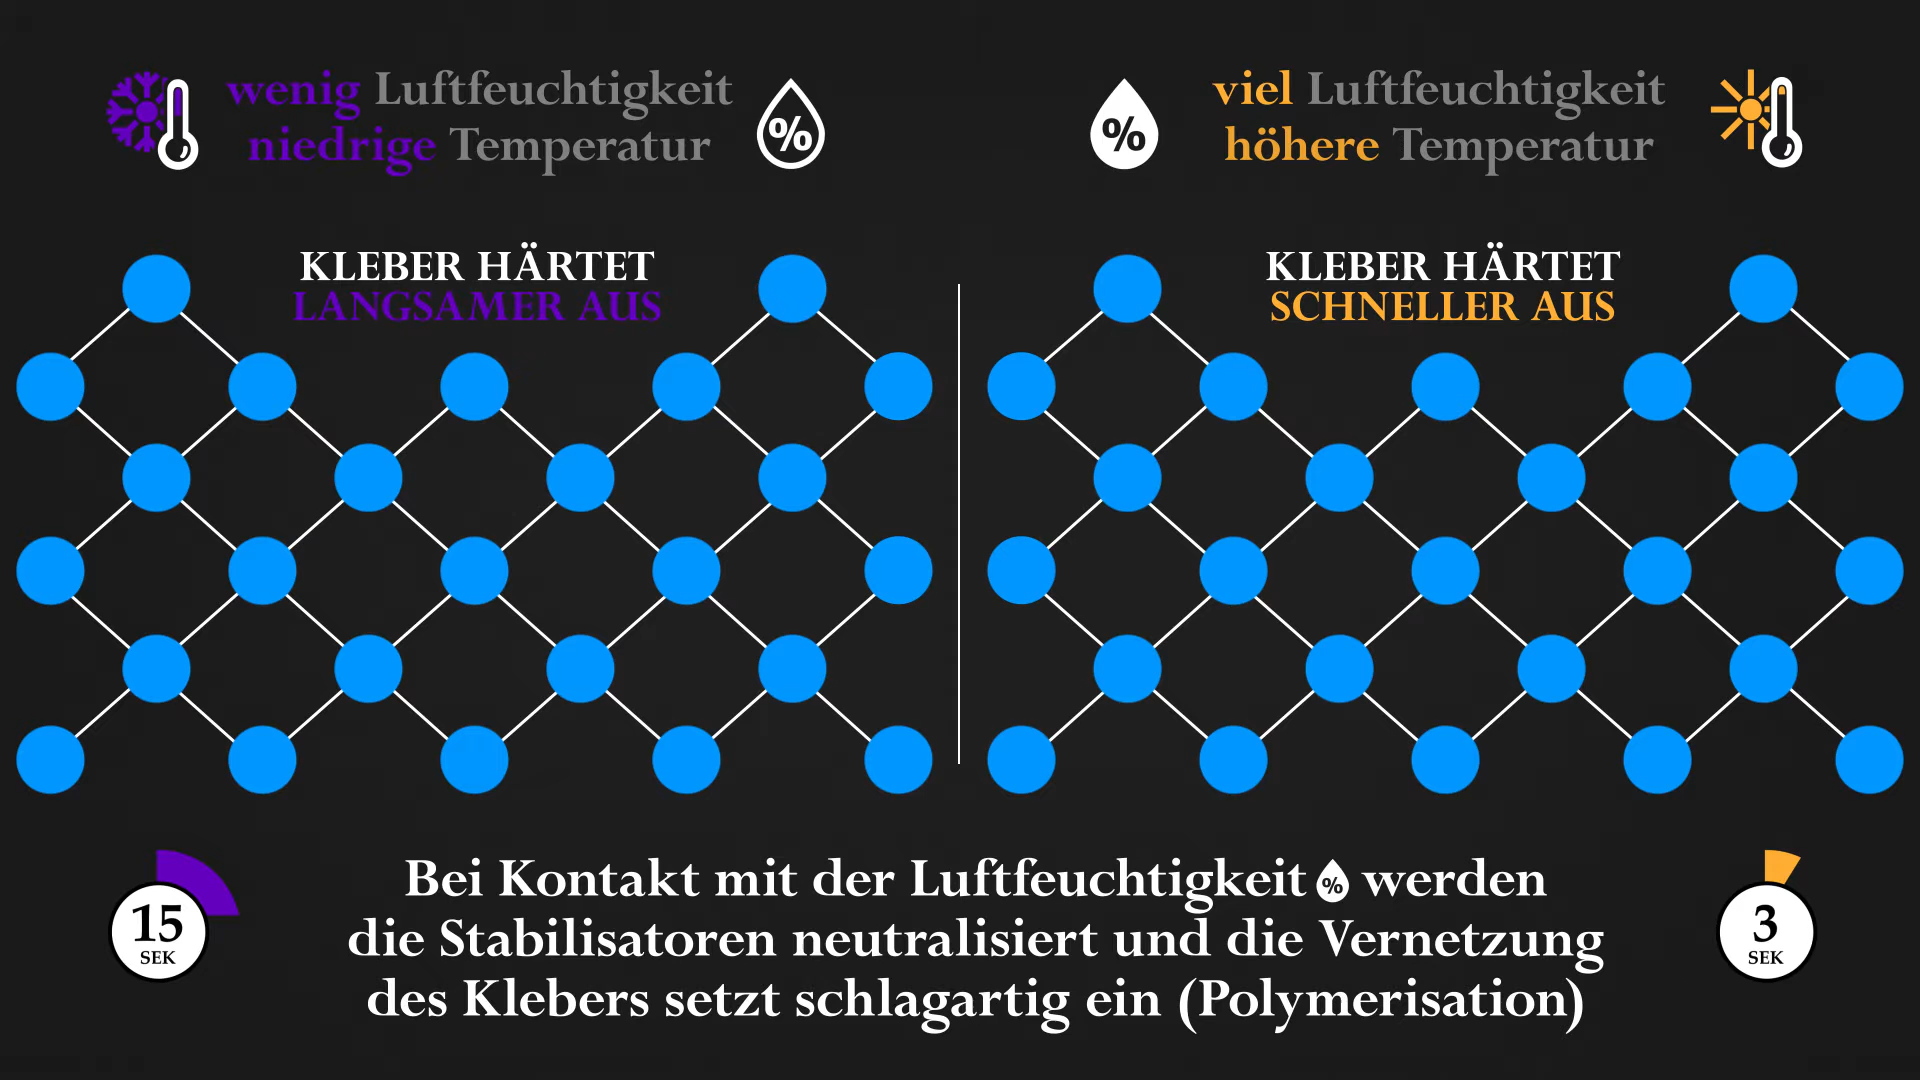 wenig Luftfeuchtigkeit
niedrige Temperatur
%
%
viel Luftfeuchtigkeit
höhere Temperatur
KLEBER HÄRTET
LANGSAMER AUS
KLEBER HÄRTET
SCHNELLER AUS
15
SEK
Bei Kontakt mit der Luftfeuchtigkeit % werden
die Stabilisatoren neutralisiert und die Vernetzung
des Klebers setzt schlagartig ein (Polymerisation)
3
SEK